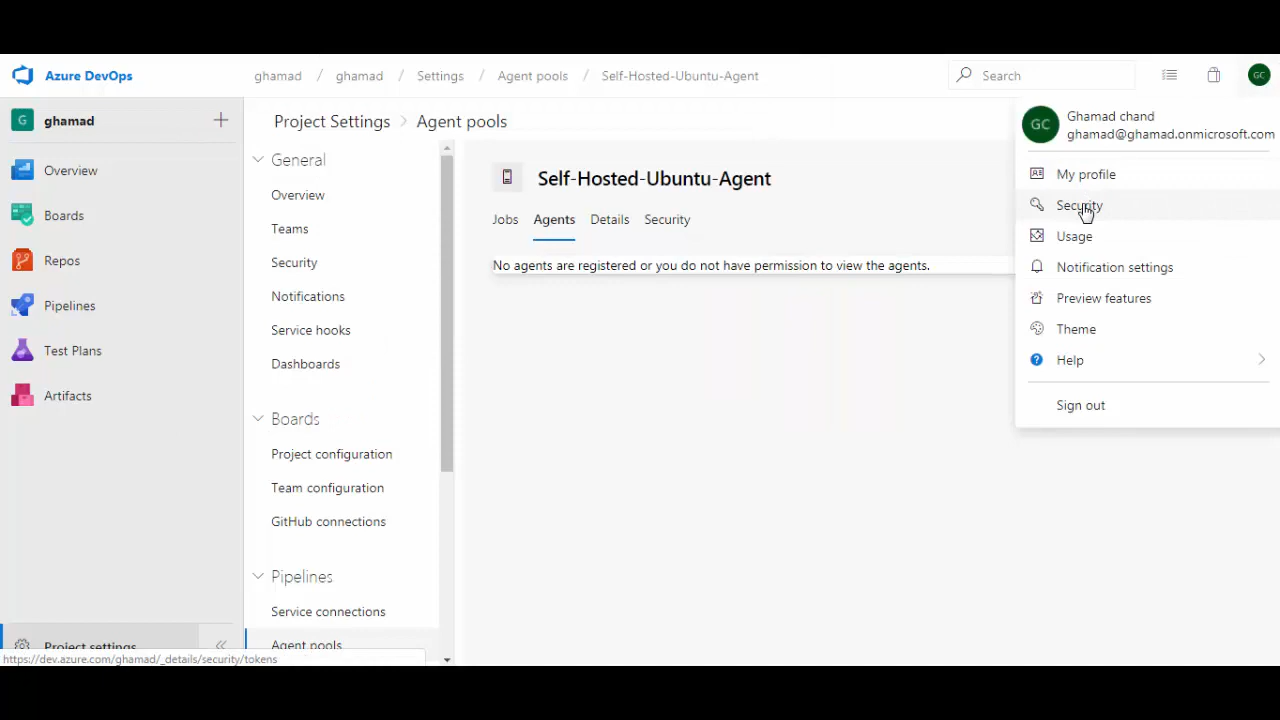 Azure DevOps
ghamad / ghamad / Settings / Agent pools / Self-Hosted-Ubuntu-Agent
Search
GC
G ghamad
Overview
Boards
Repos
Pipelines
Test Plans
Artifacts
Project settings
https://dev.azure.com/ghamad/_details/security/tokens
Project Settings > Agent pools
General
Overview
Teams
Security
Notifications
Service hooks
Dashboards
Boards
Project configuration
Team configuration
GitHub connections
Pipelines
Service connections
Agent pools
Self-Hosted-Ubuntu-Agent
Jobs Agents Details Security
No agents are registered or you do not have permission to view the agents.
GC
Ghamad chand
ghamad@ghamad.onmicrosoft.com
My profile
Security
Usage
Notification settings
Preview features
Theme
Help
Sign out